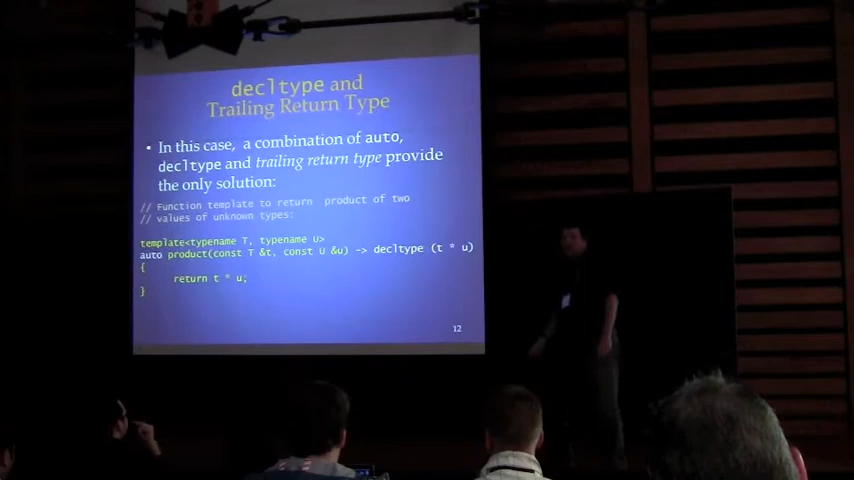 decltype and
Trailing Return Type
• In this case, a combination of auto,
decltype and trailing return type provide
the only solution:
// Function template to return product of two
// values of unknown types:
template<typename T, typename U>
auto product(const T &t, const U &u) -> decltype (t * u)
{
return t * u;
}
12